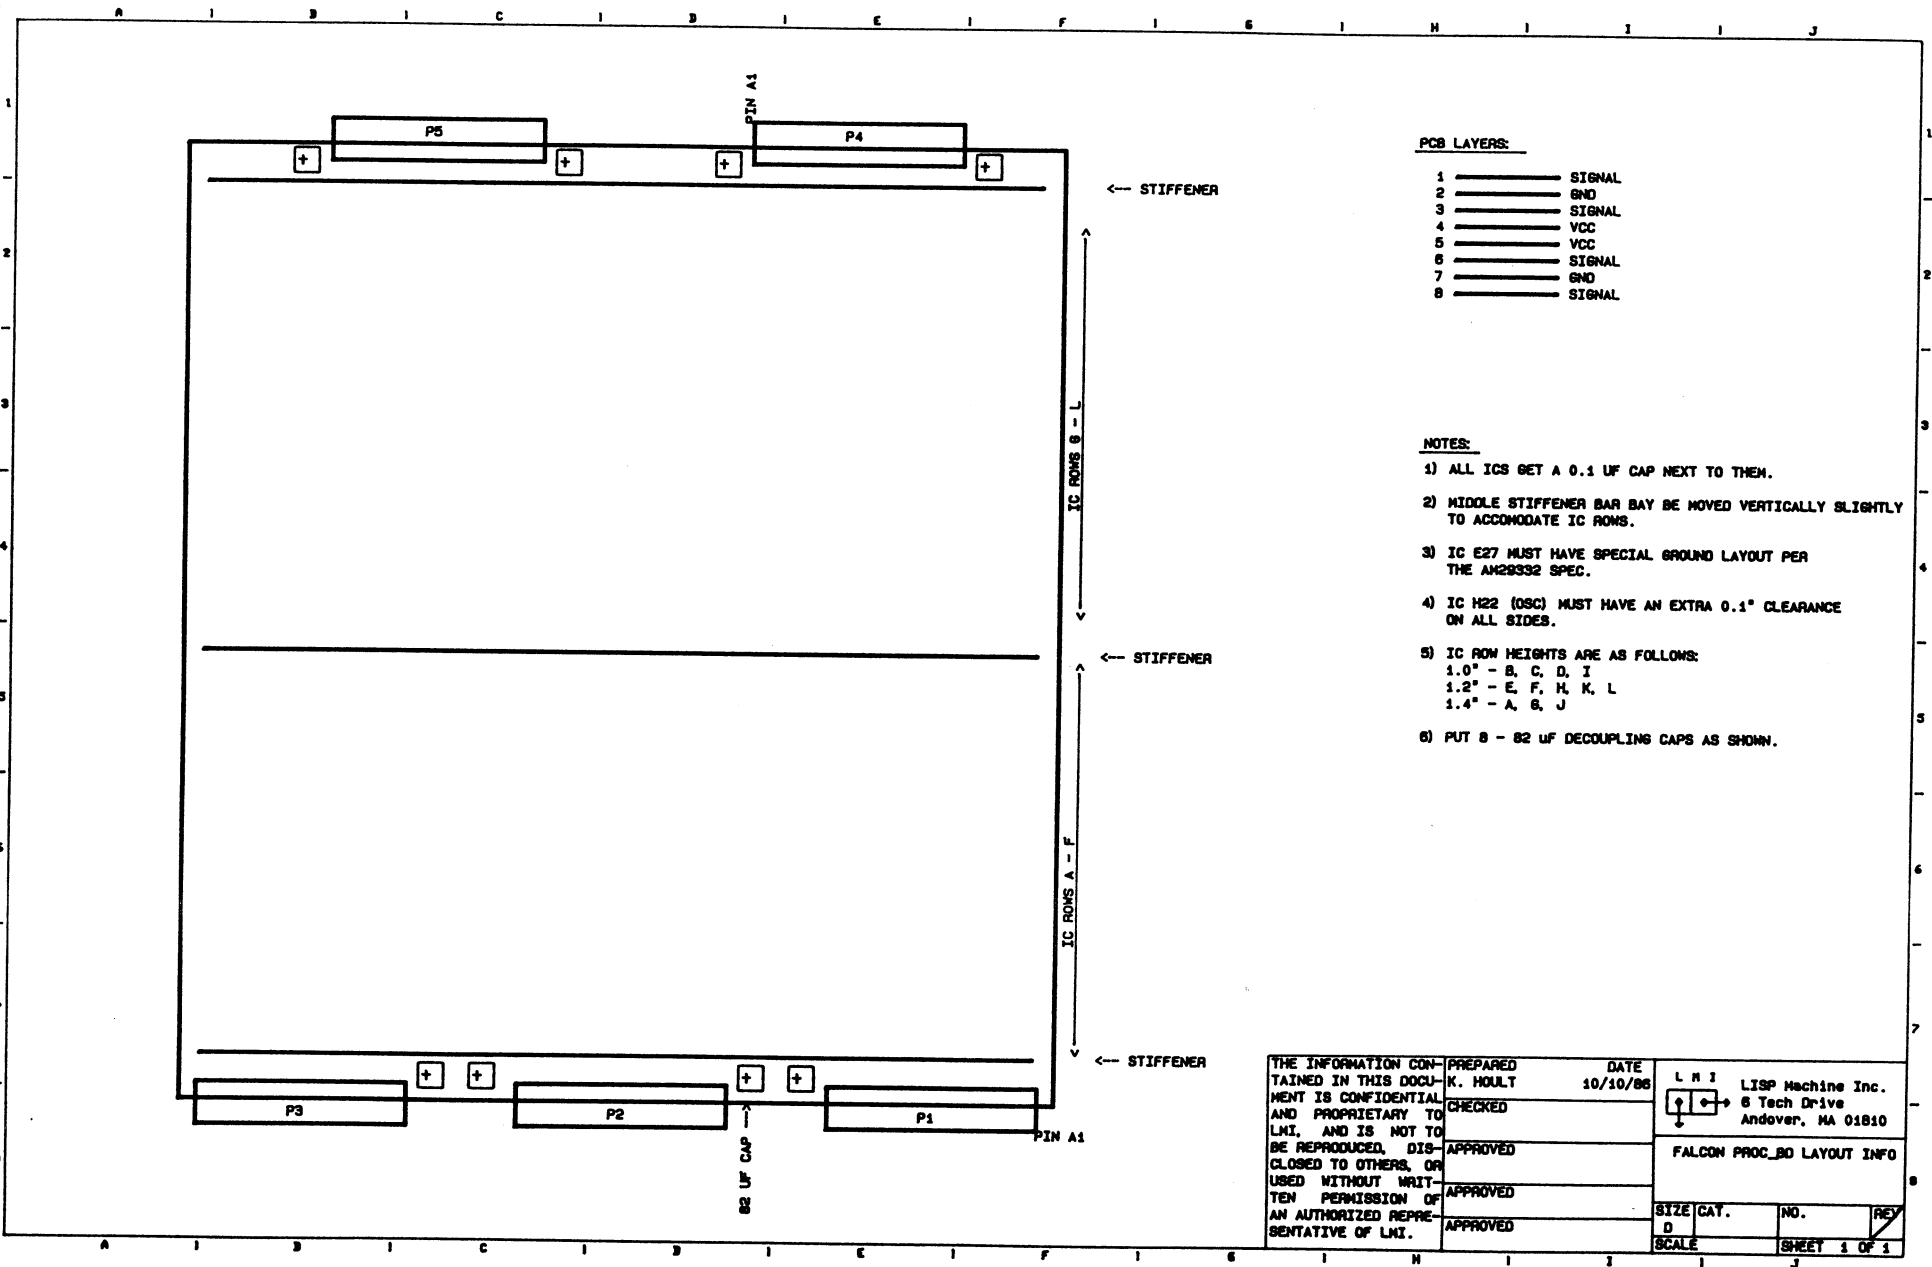 A B C D E F G H I J
PIN A1
P5
P4
<-- STIFFENER
IC ROWS G - L
<-- STIFFENER
IC ROWS A - F
<-- STIFFENER
P3
P2
P1
PIN A1
82 UF CAP -->
PCB LAYERS:
1 SIGNAL
2 GND
3 SIGNAL
4 VCC
5 VCC
6 SIGNAL
7 GND
8 SIGNAL
NOTES:
1) ALL ICS GET A 0.1 UF CAP NEXT TO THEM.
2) MIDDLE STIFFENER BAR BAY BE MOVED VERTICALLY SLIGHTLY
TO ACCOMODATE IC ROWS.
3) IC E27 MUST HAVE SPECIAL GROUND LAYOUT PER
THE AM29332 SPEC.
4) IC H22 (OSC) MUST HAVE AN EXTRA 0.1" CLEARANCE
ON ALL SIDES.
5) IC ROW HEIGHTS ARE AS FOLLOWS:
1.0" - B, C, D, I
1.2" - E, F, H, K, L
1.4" - A, G, J
6) PUT 8 - 82 uF DECOUPLING CAPS AS SHOWN.
THE INFORMATION CON-
TAINED IN THIS DOCU-
MENT IS CONFIDENTIAL
AND PROPRIETARY TO
LMI, AND IS NOT TO
BE REPRODUCED, DIS-
CLOSED TO OTHERS, OR
USED WITHOUT WRIT-
TEN PERMISSION OF
AN AUTHORIZED REPRE-
SENTATIVE OF LMI.
PREPARED DATE
K. HOULT 10/10/86
CHECKED
APPROVED
APPROVED
APPROVED
L M I
LISP Machine Inc.
6 Tech Drive
Andover, MA 01810
FALCON PROC_BD LAYOUT INFO
SIZE CAT. NO. REV
D
SCALE SHEET 1 OF 1
1 2 3 4 5 6 7 8
A B C D E F G H I J